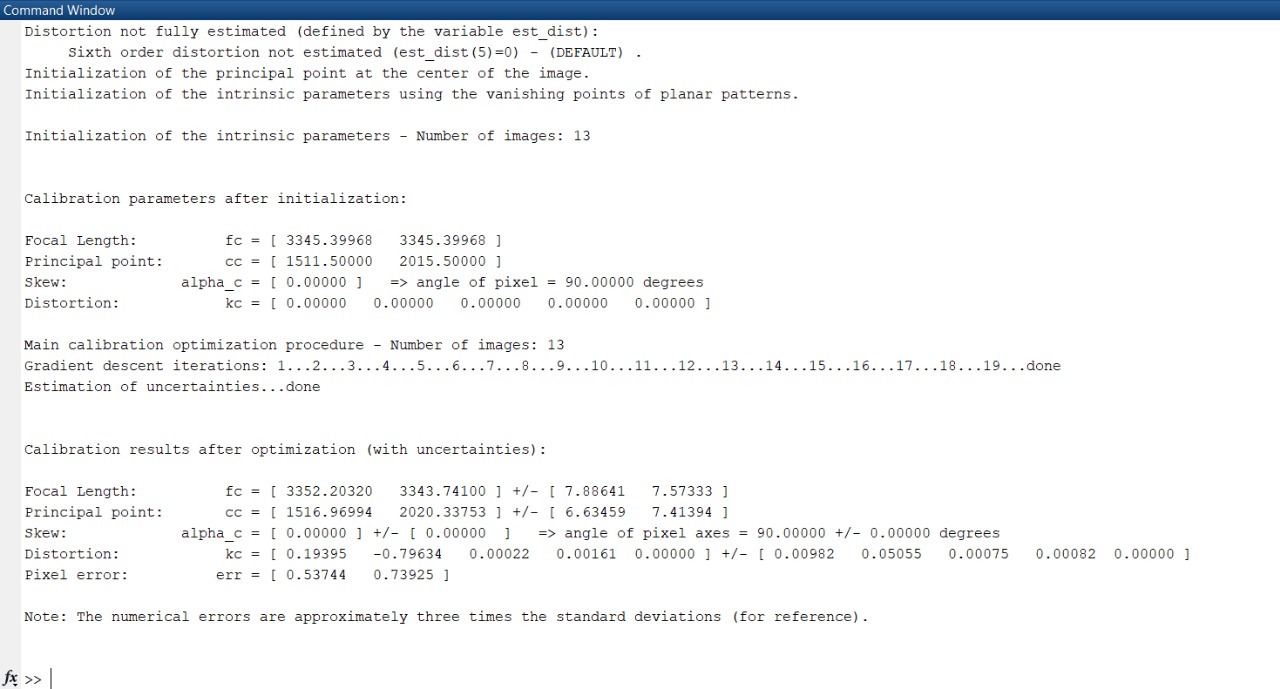 Command Window
Distortion not fully estimated (defined by the variable est_dist):
Sixth order distortion not estimated (est_dist(5)=0) - (DEFAULT) .
Initialization of the principal point at the center of the image.
Initialization of the intrinsic parameters using the vanishing points of planar patterns.
Initialization of the intrinsic parameters - Number of images: 13
Calibration parameters after initialization:
Focal Length: fc = [ 3345.39968 3345.39968 ]
Principal point: cc = [ 1511.50000 2015.50000 ]
Skew: alpha_c = [ 0.00000 ] => angle of pixel = 90.00000 degrees
Distortion: kc = [ 0.00000 0.00000 0.00000 0.00000 0.00000 ]
Main calibration optimization procedure - Number of images: 13
Gradient descent iterations: 1...2...3...4...5...6...7...8...9...10...11...12...13...14...15...16...17...18...19...done
Estimation of uncertainties...done
Calibration results after optimization (with uncertainties):
Focal Length: fc = [ 3352.20320 3343.74100 ] +/- [ 7.88641 7.57333 ]
Principal point: cc = [ 1516.96994 2020.33753 ] +/- [ 6.63459 7.41394 ]
Skew: alpha_c = [ 0.00000 ] +/- [ 0.00000 ] => angle of pixel axes = 90.00000 +/- 0.00000 degrees
Distortion: kc = [ 0.19395 -0.79634 0.00022 0.00161 0.00000 ] +/- [ 0.00982 0.05055 0.00075 0.00082 0.00000 ]
Pixel error: err = [ 0.53744 0.73925 ]
Note: The numerical errors are approximately three times the standard deviations (for reference).
fx >>